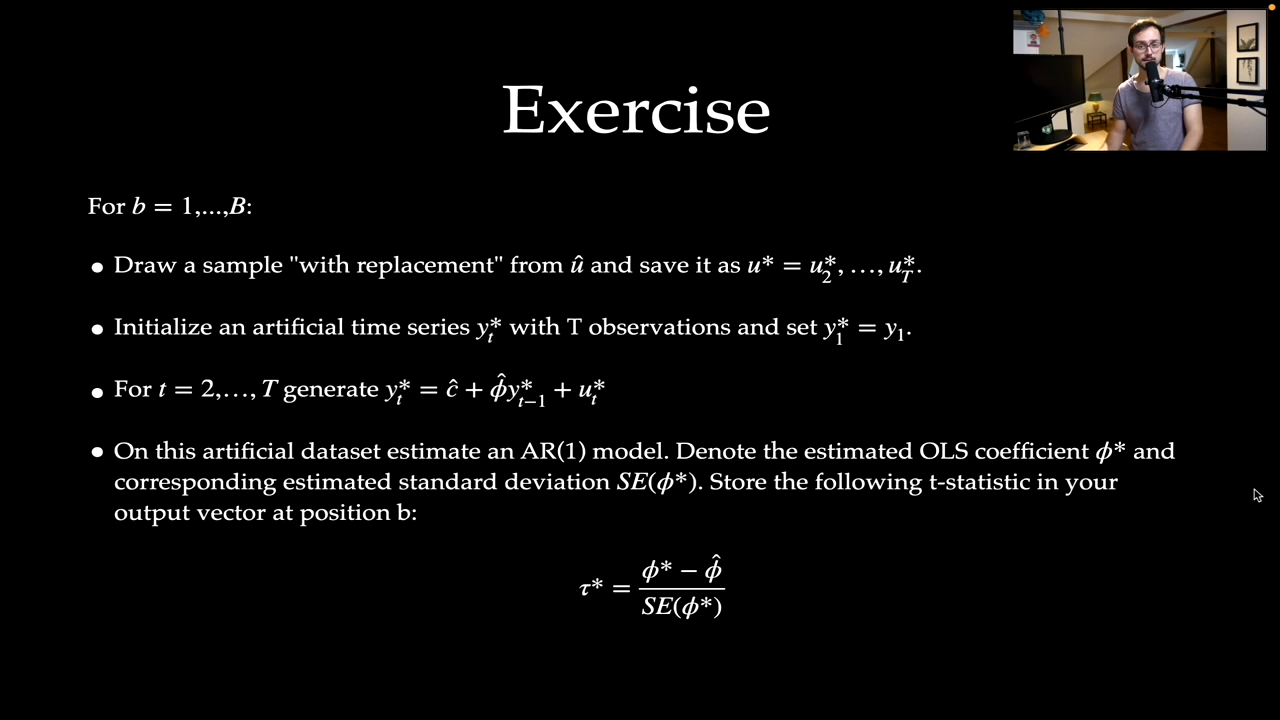 Exercise
For b = 1,...,B:
• Draw a sample "with replacement" from û and save it as u* = u₂*, …, u_T*.
• Initialize an artificial time series y_t* with T observations and set y₁* = y₁.
• For t = 2,…, T generate y_t* = ĉ + ϕ̂y*_{t−1} + u_t*
• On this artificial dataset estimate an AR(1) model. Denote the estimated OLS coefficient ϕ* and
corresponding estimated standard deviation SE(ϕ*). Store the following t-statistic in your
output vector at position b:
τ* = (ϕ* − ϕ̂) / SE(ϕ*)